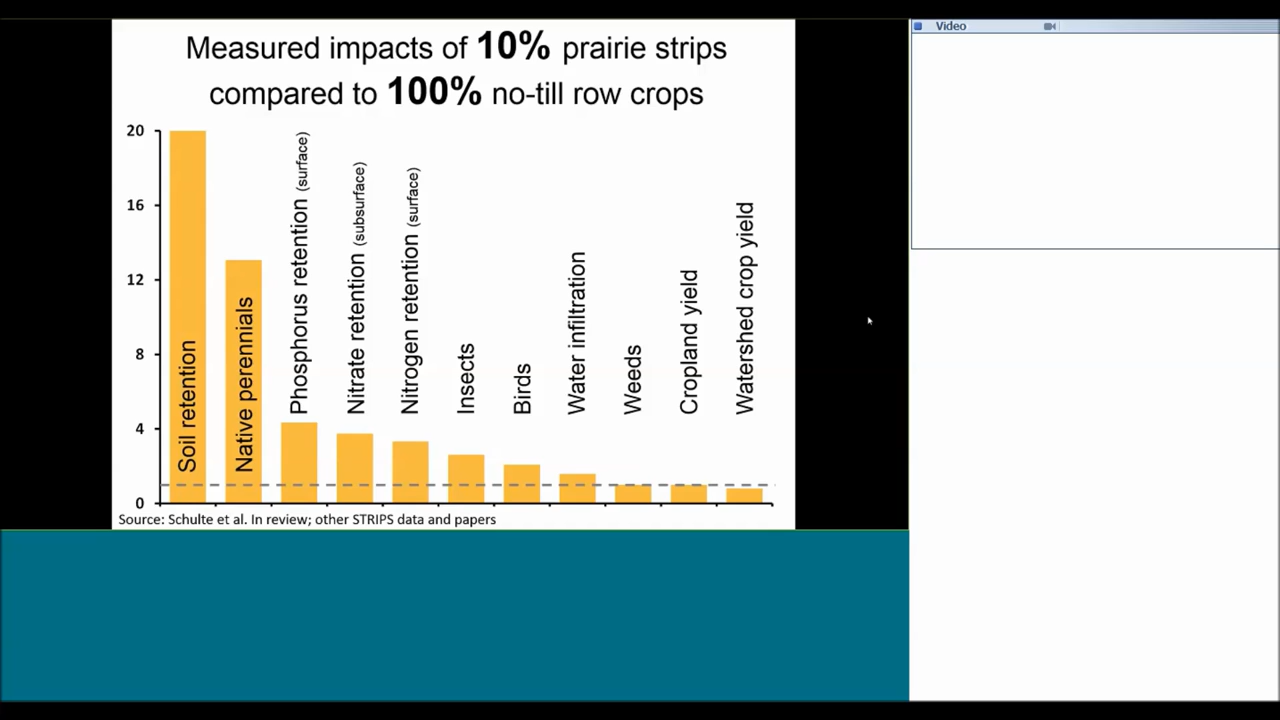 Measured impacts of 10% prairie strips
compared to 100% no-till row crops
20
16
12
8
4
0
Soil retention
Native perennials
Phosphorus retention (surface)
Nitrate retention (subsurface)
Nitrogen retention (surface)
Insects
Birds
Water infiltration
Weeds
Cropland yield
Watershed crop yield
Source: Schulte et al. In review; other STRIPS data and papers
Video